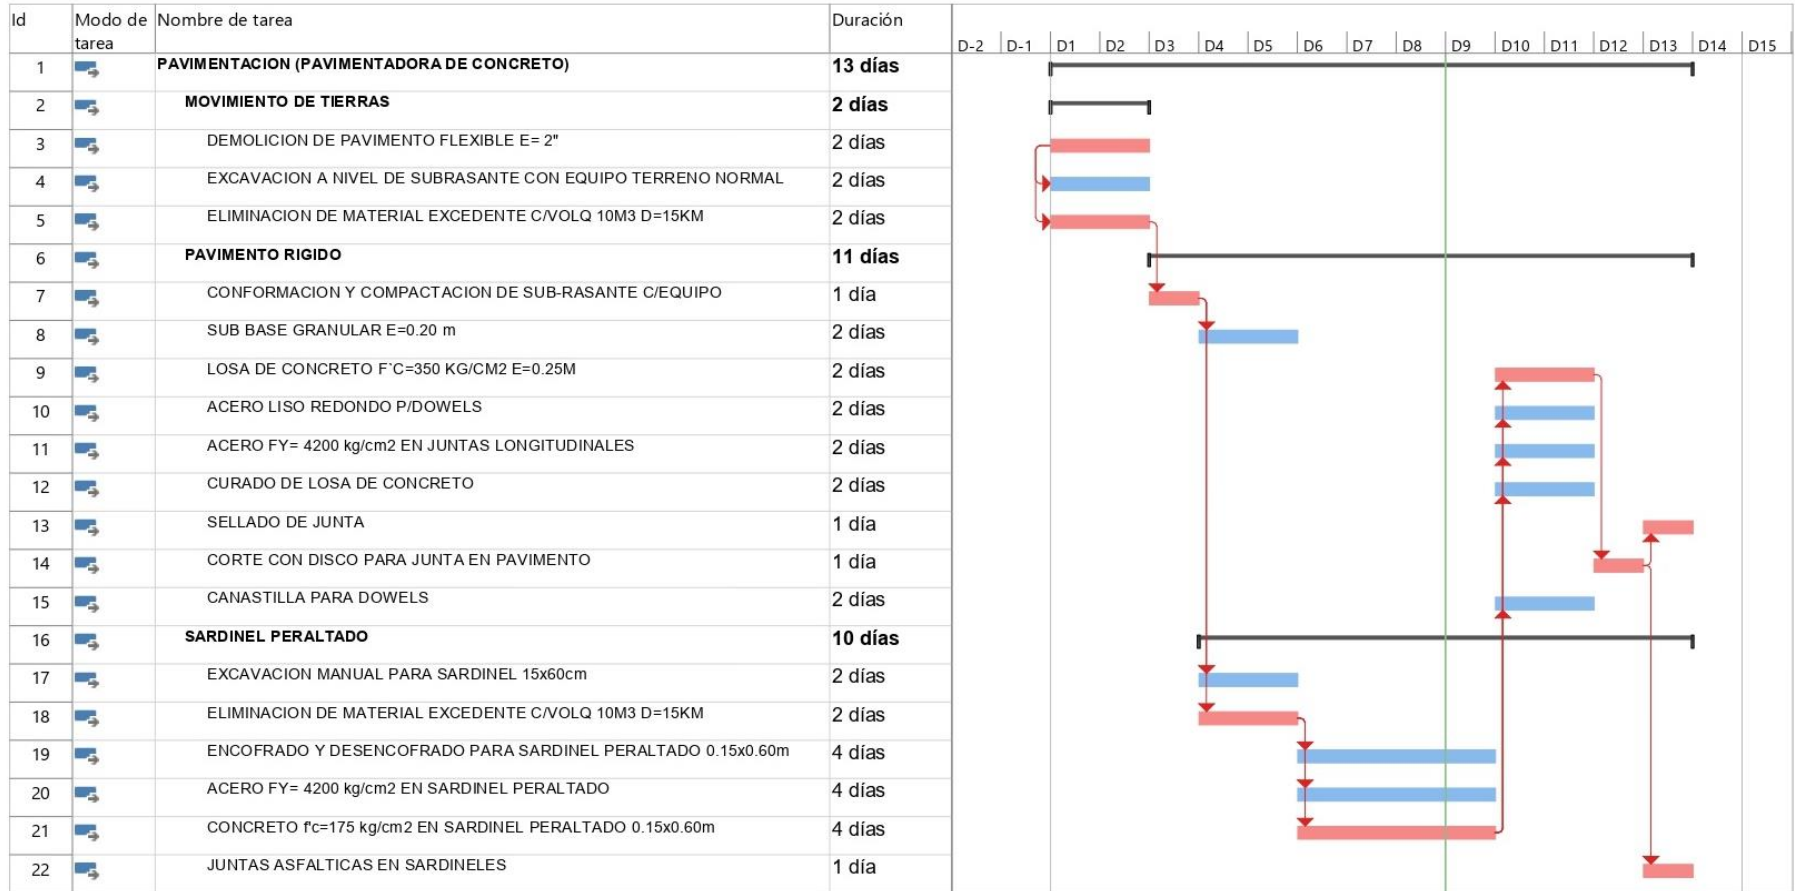 Id Modo de tarea Nombre de tarea Duración
D-2 D-1 D1 D2 D3 D4 D5 D6 D7 D8 D9 D10 D11 D12 D13 D14 D15
1 PAVIMENTACION (PAVIMENTADORA DE CONCRETO) 13 días
2 MOVIMIENTO DE TIERRAS 2 días
3 DEMOLICION DE PAVIMENTO FLEXIBLE E= 2" 2 días
4 EXCAVACION A NIVEL DE SUBRASANTE CON EQUIPO TERRENO NORMAL 2 días
5 ELIMINACION DE MATERIAL EXCEDENTE C/VOLQ 10M3 D=15KM 2 días
6 PAVIMENTO RIGIDO 11 días
7 CONFORMACION Y COMPACTACION DE SUB-RASANTE C/EQUIPO 1 día
8 SUB BASE GRANULAR E=0.20 m 2 días
9 LOSA DE CONCRETO F`C=350 KG/CM2 E=0.25M 2 días
10 ACERO LISO REDONDO P/DOWELS 2 días
11 ACERO FY= 4200 kg/cm2 EN JUNTAS LONGITUDINALES 2 días
12 CURADO DE LOSA DE CONCRETO 2 días
13 SELLADO DE JUNTA 1 día
14 CORTE CON DISCO PARA JUNTA EN PAVIMENTO 1 día
15 CANASTILLA PARA DOWELS 2 días
16 SARDINEL PERALTADO 10 días
17 EXCAVACION MANUAL PARA SARDINEL 15x60cm 2 días
18 ELIMINACION DE MATERIAL EXCEDENTE C/VOLQ 10M3 D=15KM 2 días
19 ENCOFRADO Y DESENCOFRADO PARA SARDINEL PERALTADO 0.15x0.60m 4 días
20 ACERO FY= 4200 kg/cm2 EN SARDINEL PERALTADO 4 días
21 CONCRETO f'c=175 kg/cm2 EN SARDINEL PERALTADO 0.15x0.60m 4 días
22 JUNTAS ASFALTICAS EN SARDINELES 1 día